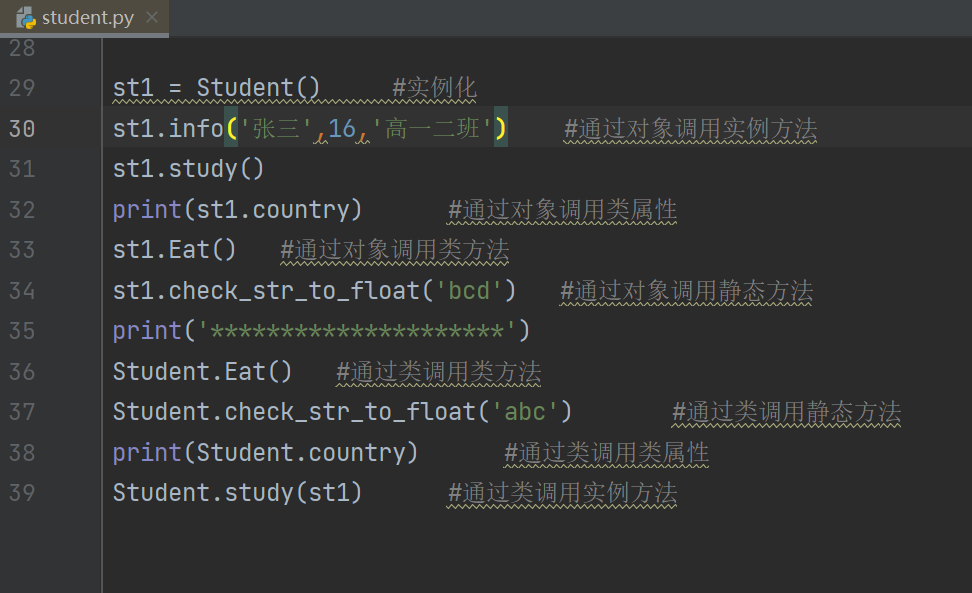 student.py
28
29 st1 = Student() #实例化
30 st1.info('张三',16,'高一二班') #通过对象调用实例方法
31 st1.study()
32 print(st1.country) #通过对象调用类属性
33 st1.Eat() #通过对象调用类方法
34 st1.check_str_to_float('bcd') #通过对象调用静态方法
35 print('*********************')
36 Student.Eat() #通过类调用类方法
37 Student.check_str_to_float('abc') #通过类调用静态方法
38 print(Student.country) #通过类调用类属性
39 Student.study(st1) #通过类调用实例方法